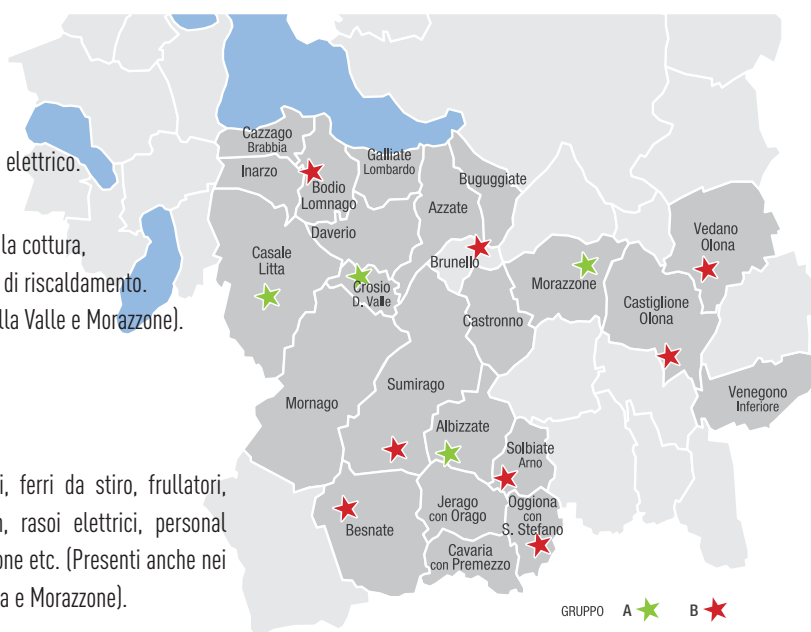 elettrico.
la cottura,
di riscaldamento.
lla Valle e Morazzone).
i, ferri da stiro, frullatori,
, rasoi elettrici, personal
one etc. (Presenti anche nei
a e Morazzone).
Cazzago
Brabbia
Inarzo
Bodio
Lomnago
Galliate
Lombardo
Buguggiate
Azzate
Daverio
Casale
Litta
Crosio
D. Valle
Brunello
Morazzone
Vedano
Olona
Castiglione
Olona
Castronno
Venegono
Inferiore
Mornago
Sumirago
Albizzate
Solbiate
Arno
Besnate
Jerago
con Orago
Oggiona
con
S. Stefano
Cavaria
con Premezzo
GRUPPO A B